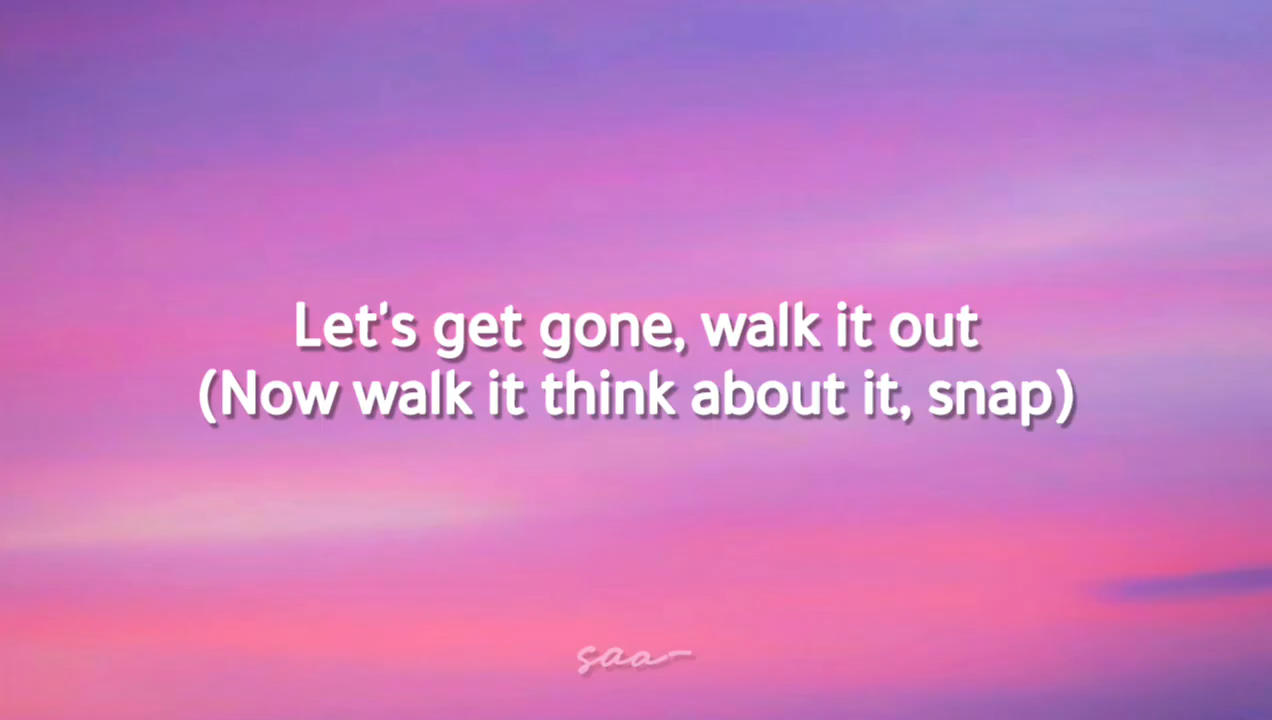 Let's get gone, walk it out
(Now walk it think about it, snap)
saa-